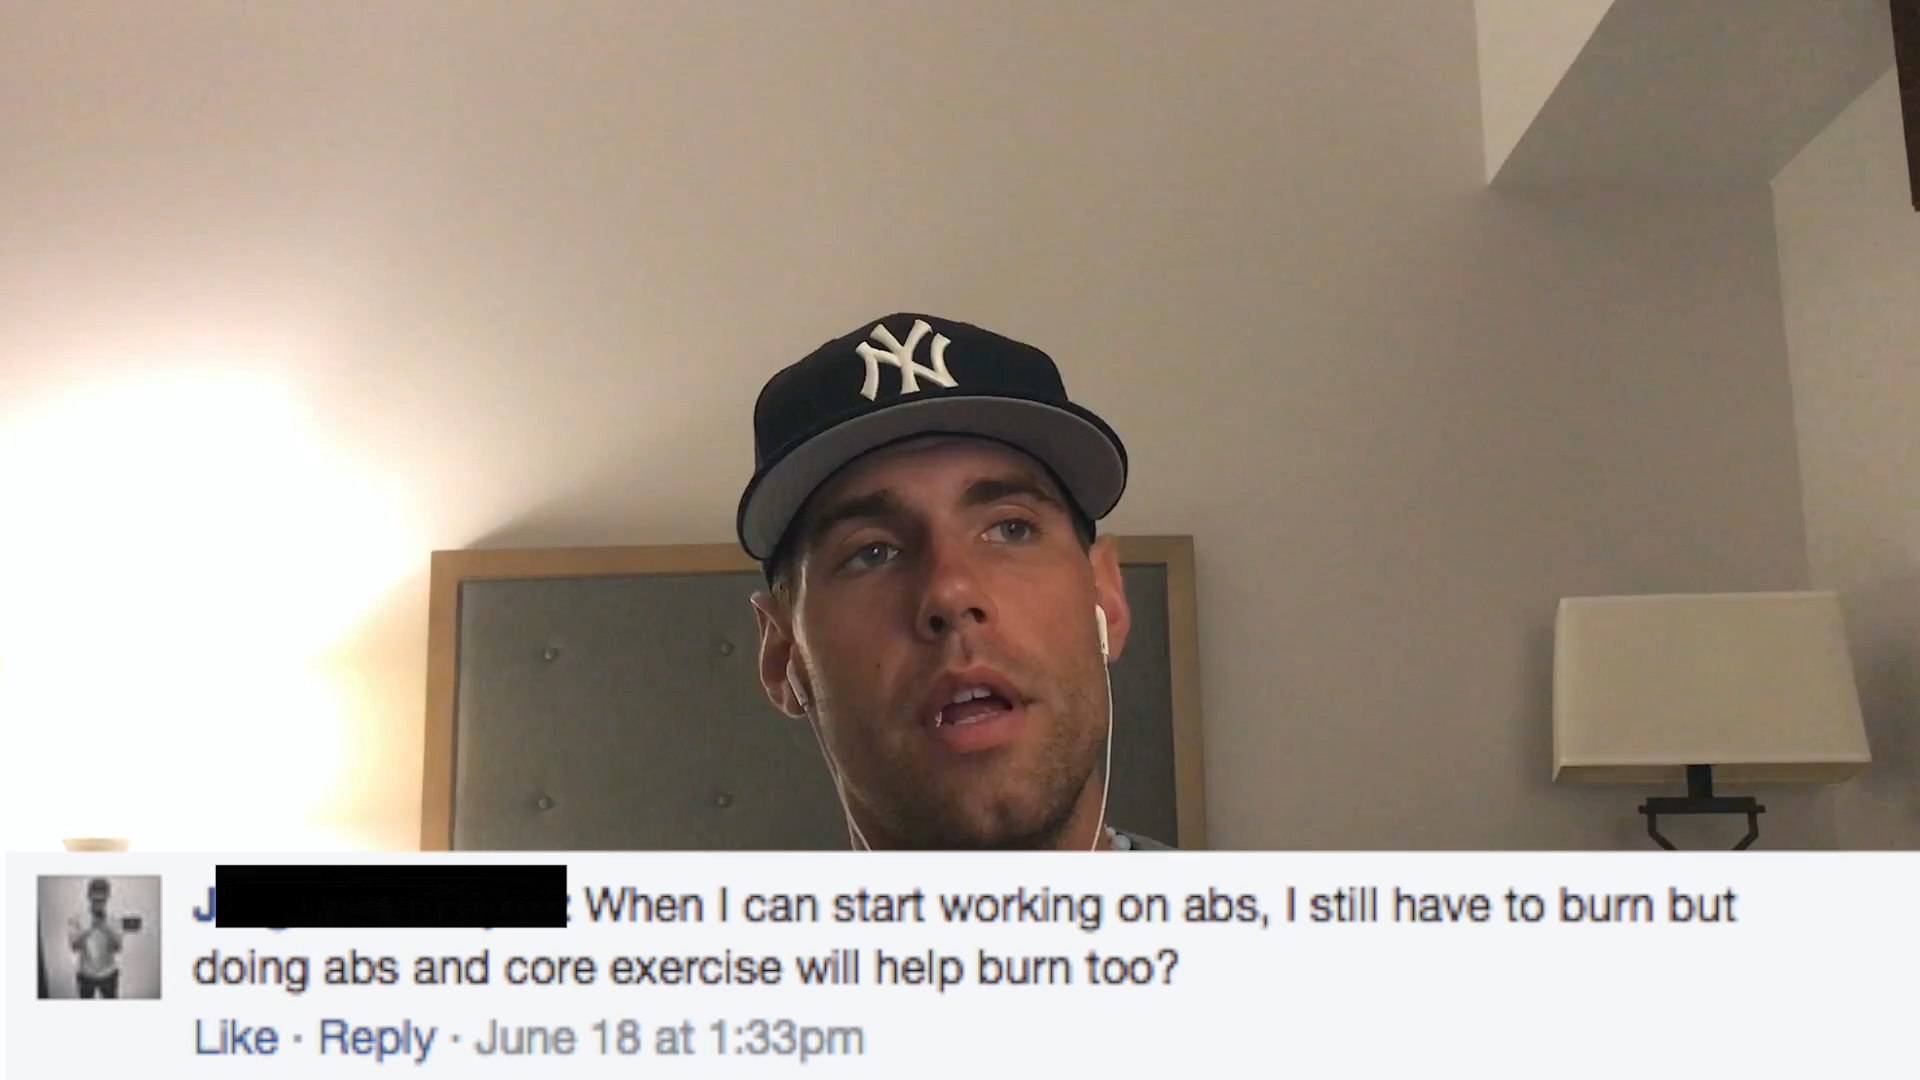 NY
J : When I can start working on abs, I still have to burn but
doing abs and core exercise will help burn too?
Like · Reply · June 18 at 1:33pm